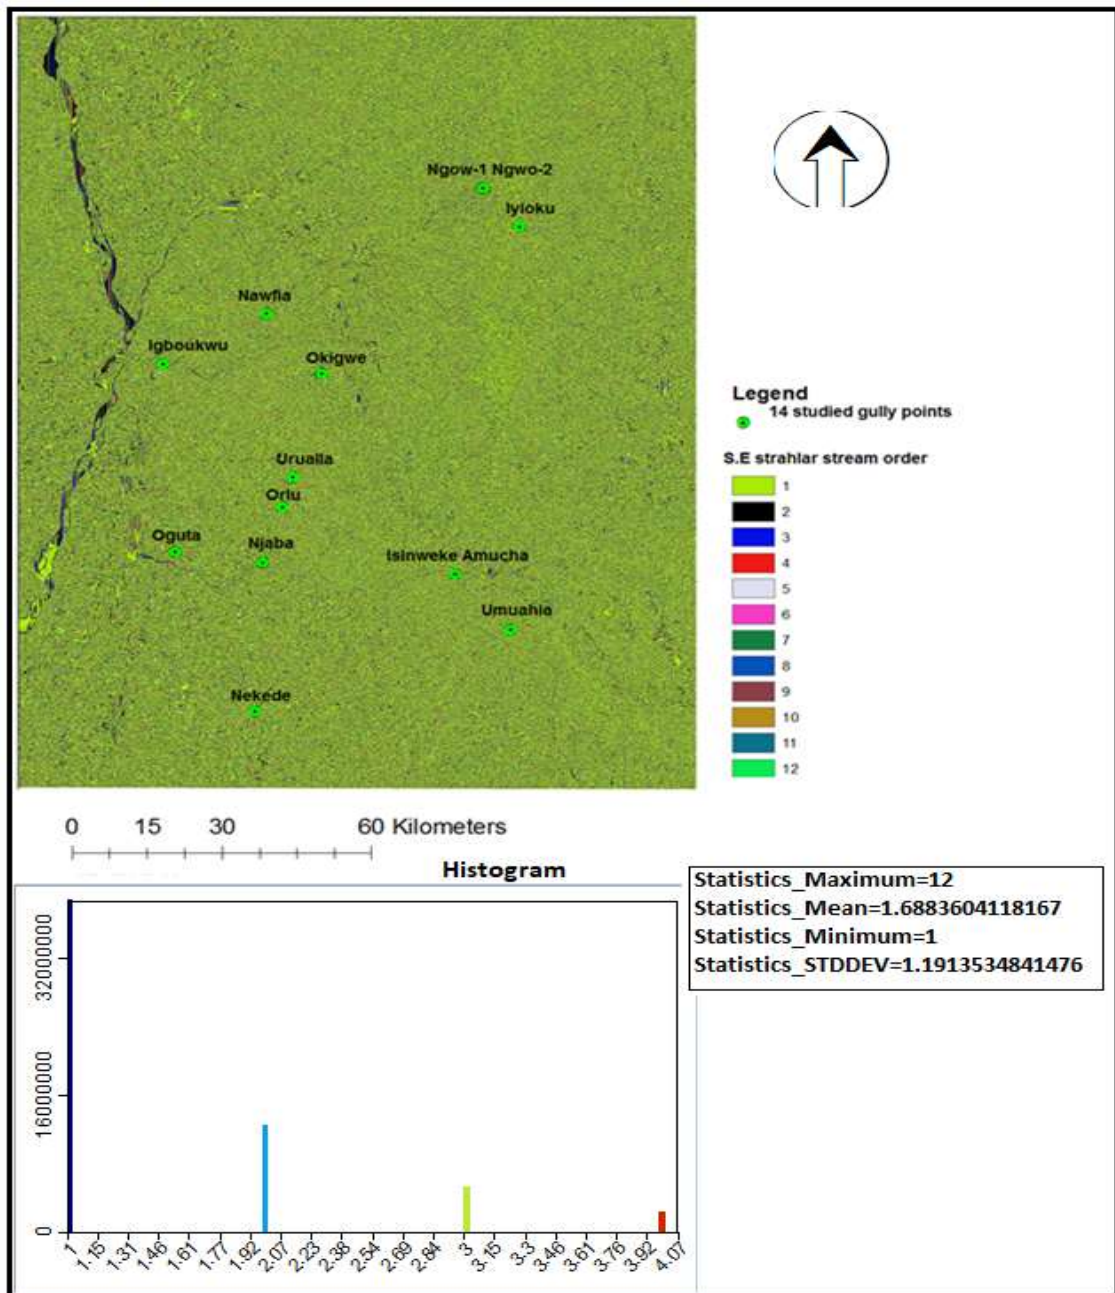 Ngow-1 Ngwo-2
Iyioku
Nawfia
Igboukwu
Okigwe
Urualla
Orlu
Oguta
Njaba
Isinweke Amucha
Umuahia
Nekede
Legend
14 studied gully points
S.E strahlar stream order
1
2
3
4
5
6
7
8
9
10
11
12
0 15 30 60 Kilometers
Histogram
Statistics_Maximum=12
Statistics_Mean=1.6883604118167
Statistics_Minimum=1
Statistics_STDDEV=1.1913534841476
32000000
16000000
0
1 1.15 1.31 1.46 1.61 1.77 1.92 2.07 2.23 2.38 2.54 2.69 2.84 3 3.15 3.3 3.46 3.61 3.76 3.92 4.07